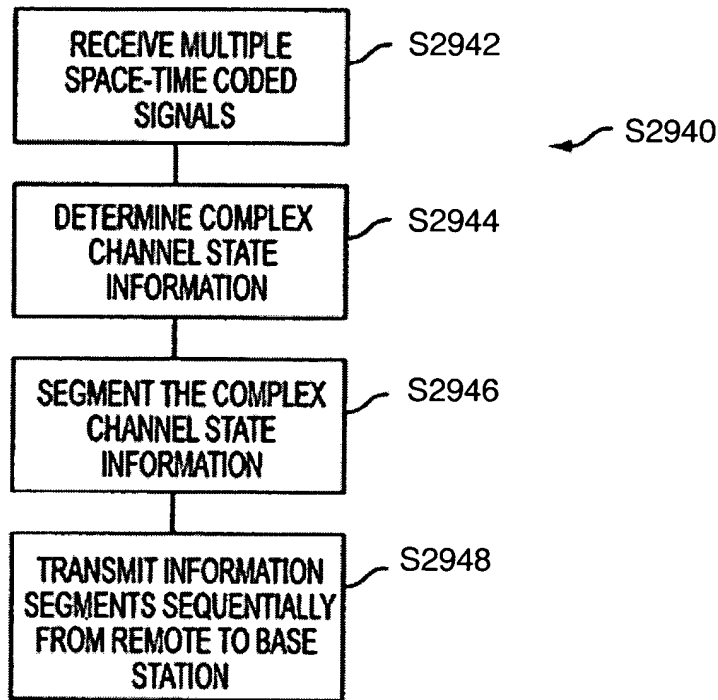 RECEIVE MULTIPLE
SPACE-TIME CODED
SIGNALS
S2942
S2940
DETERMINE COMPLEX
CHANNEL STATE
INFORMATION
S2944
SEGMENT THE COMPLEX
CHANNEL STATE
INFORMATION
S2946
TRANSMIT INFORMATION
SEGMENTS SEQUENTIALLY
FROM REMOTE TO BASE
STATION
S2948